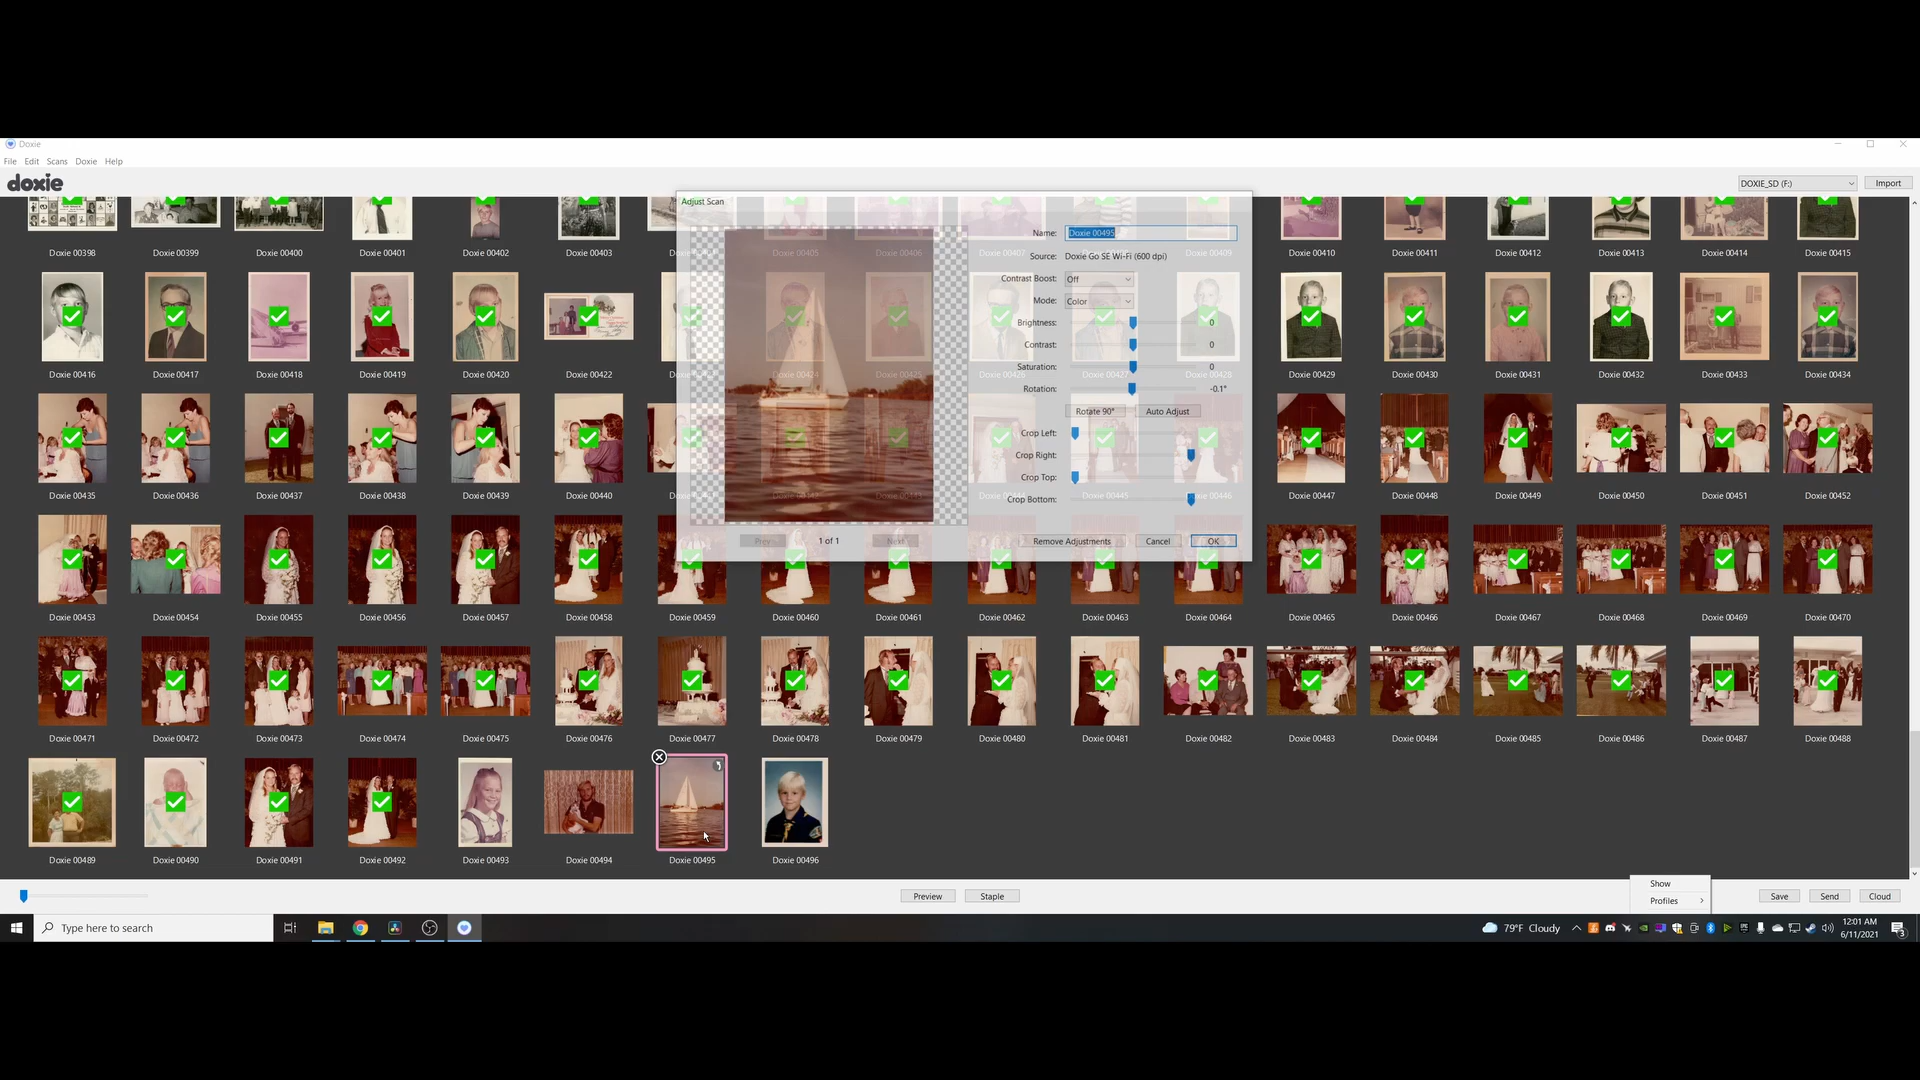 Doxie
File Edit Scans Doxie Help
doxie
DOXIE_SD (F:) Import
Doxie 00398 Doxie 00399 Doxie 00400 Doxie 00401 Doxie 00402 Doxie 00403 Doxie 00410 Doxie 00411 Doxie 00412 Doxie 00413 Doxie 00414 Doxie 00415
Adjust Scan
Name: Doxie 00495
Source: Doxie Go SE Wi-Fi (600 dpi)
Contrast Boost: Off
Mode: Color
Brightness: 0
Contrast: 0
Saturation: 0
Rotation: -0.1°
Rotate 90° Auto Adjust
Crop Left:
Crop Right:
Crop Top:
Crop Bottom:
Prev 1 of 1 Next Remove Adjustments Cancel OK
Doxie 00416 Doxie 00417 Doxie 00418 Doxie 00419 Doxie 00420 Doxie 00422 Doxie 00429 Doxie 00430 Doxie 00431 Doxie 00432 Doxie 00433 Doxie 00434
Doxie 00435 Doxie 00436 Doxie 00437 Doxie 00438 Doxie 00439 Doxie 00440 Doxie 00445 Doxie 00446 Doxie 00447 Doxie 00448 Doxie 00449 Doxie 00450 Doxie 00451 Doxie 00452
Doxie 00453 Doxie 00454 Doxie 00455 Doxie 00456 Doxie 00457 Doxie 00458 Doxie 00459 Doxie 00460 Doxie 00461 Doxie 00462 Doxie 00463 Doxie 00464 Doxie 00465 Doxie 00466 Doxie 00467 Doxie 00468 Doxie 00469 Doxie 00470
Doxie 00471 Doxie 00472 Doxie 00473 Doxie 00474 Doxie 00475 Doxie 00476 Doxie 00477 Doxie 00478 Doxie 00479 Doxie 00480 Doxie 00481 Doxie 00482 Doxie 00483 Doxie 00484 Doxie 00485 Doxie 00486 Doxie 00487 Doxie 00488
Doxie 00489 Doxie 00490 Doxie 00491 Doxie 00492 Doxie 00493 Doxie 00494 Doxie 00495 Doxie 00496
Show
Profiles
Preview Staple Save Send Cloud
Type here to search 79°F Cloudy 12:01 AM
6/11/2021
3